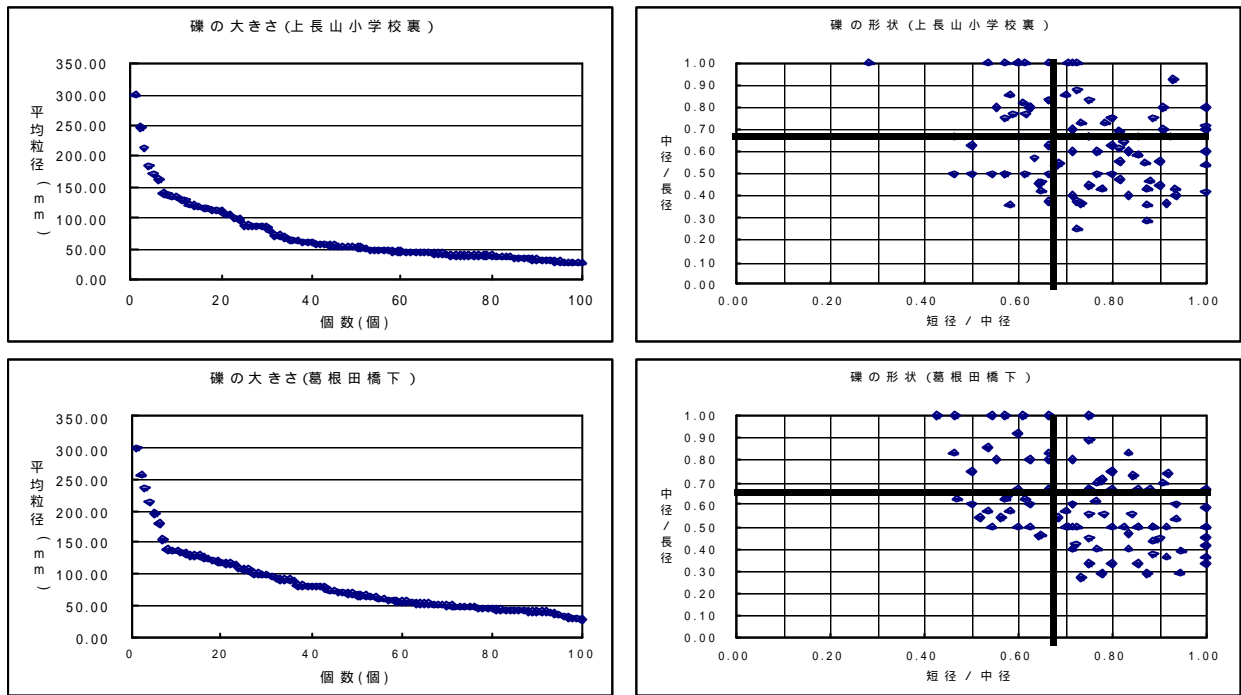 礫の大きさ(上長山小学校裏)
350.00
300.00
250.00
200.00
150.00
100.00
50.00
0.00
平均粒径(mm)
0 20 40 60 80 100
個数(個)
礫の形状(上長山小学校裏)
1.00
0.90
0.80
0.70
0.60
0.50
0.40
0.30
0.20
0.10
0.00
中径/長径
0.00 0.20 0.40 0.60 0.80 1.00
短径/中径
礫の大きさ(葛根田橋下)
350.00
300.00
250.00
200.00
150.00
100.00
50.00
0.00
平均粒径(mm)
0 20 40 60 80 100
個数(個)
礫の形状(葛根田橋下)
1.00
0.90
0.80
0.70
0.60
0.50
0.40
0.30
0.20
0.10
0.00
中径/長径
0.00 0.20 0.40 0.60 0.80 1.00
短径/中径